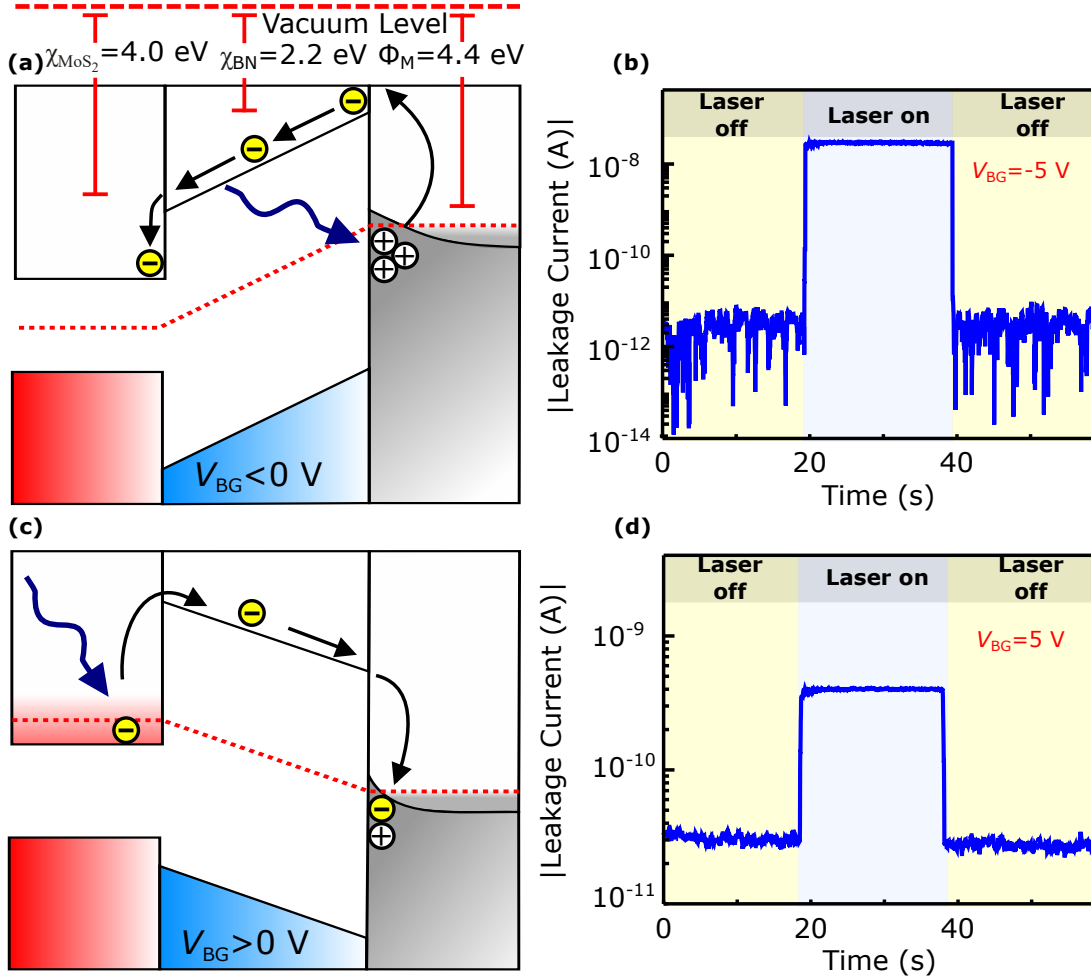 Vacuum Level
(a) χMoS₂=4.0 eV χBN=2.2 eV ΦM=4.4 eV
VBG<0 V
(b)
Laser off
Laser on
Laser off
VBG=-5 V
|Leakage Current (A)|
10⁻⁸
10⁻¹⁰
10⁻¹²
10⁻¹⁴
0 20 40
Time (s)
(c)
VBG>0 V
(d)
Laser off
Laser on
Laser off
VBG=5 V
|Leakage Current (A)|
10⁻⁹
10⁻¹⁰
10⁻¹¹
0 20 40
Time (s)